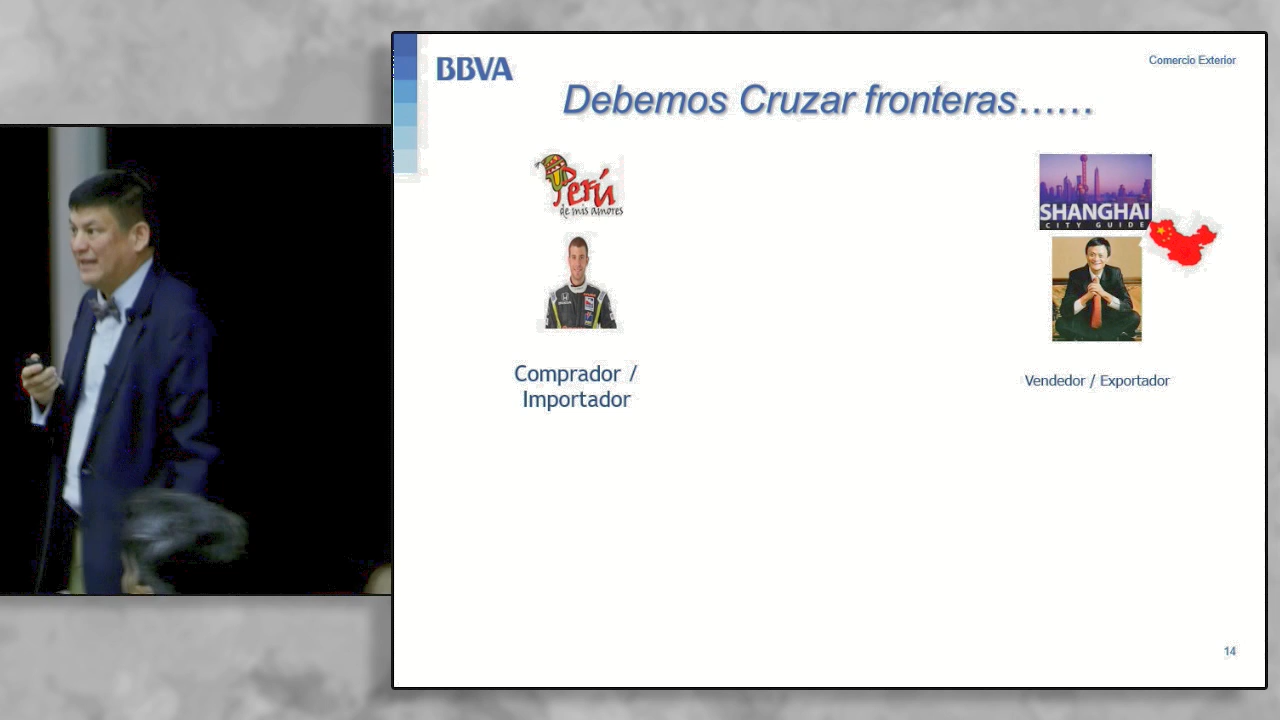 BBVA
Comercio Exterior
Debemos Cruzar fronteras……
Perú
de mis amores
SHANGHAI
CITY GUIDE
Comprador /
Importador
Vendedor / Exportador
14